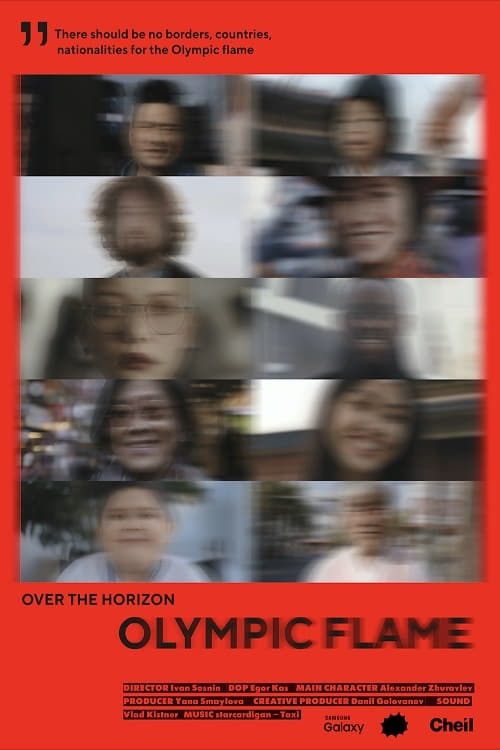 ❜❜ There should be no borders, countries,
nationalities for the Olympic flame
OVER THE HORIZON
OLYMPIC FLAME
DIRECTOR Ivan Sosnin DOP Egor Kas MAIN CHARACTER Alexander Zhuravlev
PRODUCER Yana Smaylova CREATIVE PRODUCER Danil Golovanov SOUND
Vlad Kistner MUSIC starcardigan – Taxi
SAMSUNG
Galaxy
Cheil